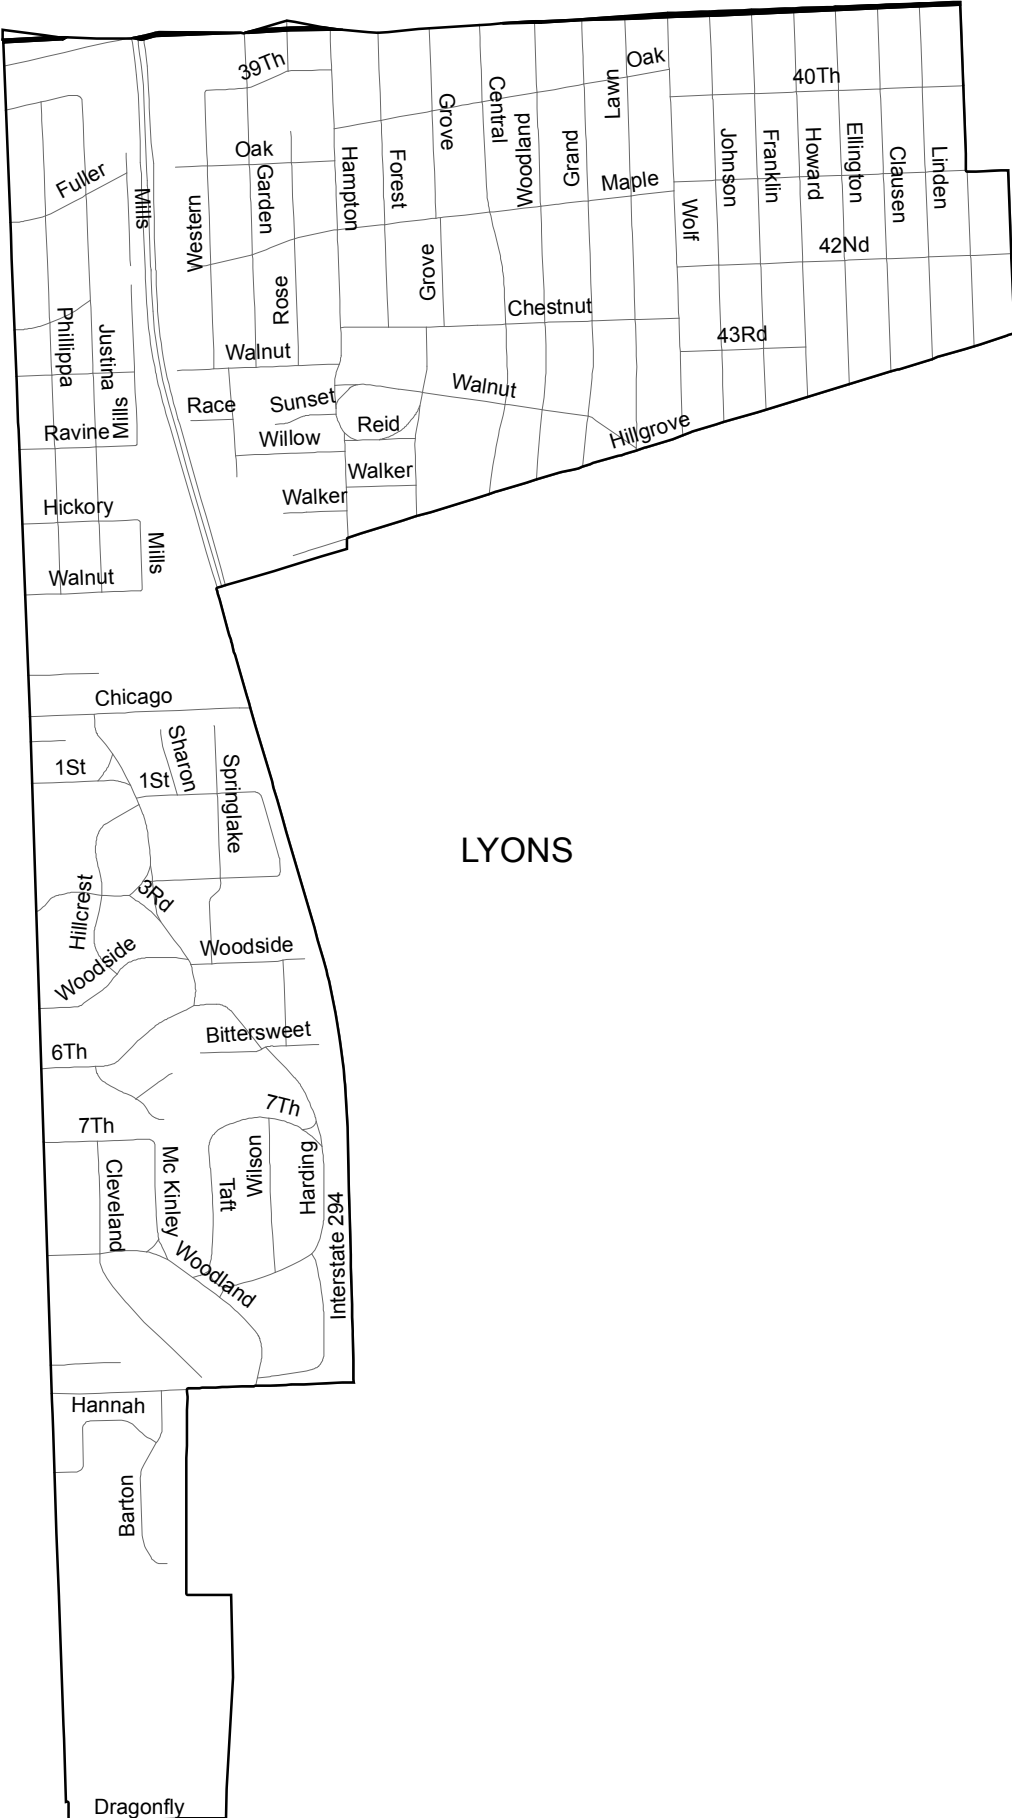 39Th
Oak
40Th
Fuller
Mills
Oak
Western
Garden
Rose
Hampton
Forest
Grove
Central
Woodland
Grand
Lawn
Maple
Wolf
Johnson
Franklin
Howard
Ellington
Clausen
Linden
42Nd
Grove
Chestnut
43Rd
Phillippa
Justina
Mills
Walnut
Race
Sunset
Reid
Walnut
Ravine
Willow
Hillgrove
Walker
Hickory
Walker
Mills
Walnut
Chicago
1St
1St
Sharon
Springlake
LYONS
Hillcrest
3Rd
Woodside
Woodside
6Th
Bittersweet
7Th
7Th
Cleveland
Mc Kinley
Taft
Wilson
Harding
Interstate 294
Woodland
Hannah
Barton
Dragonfly